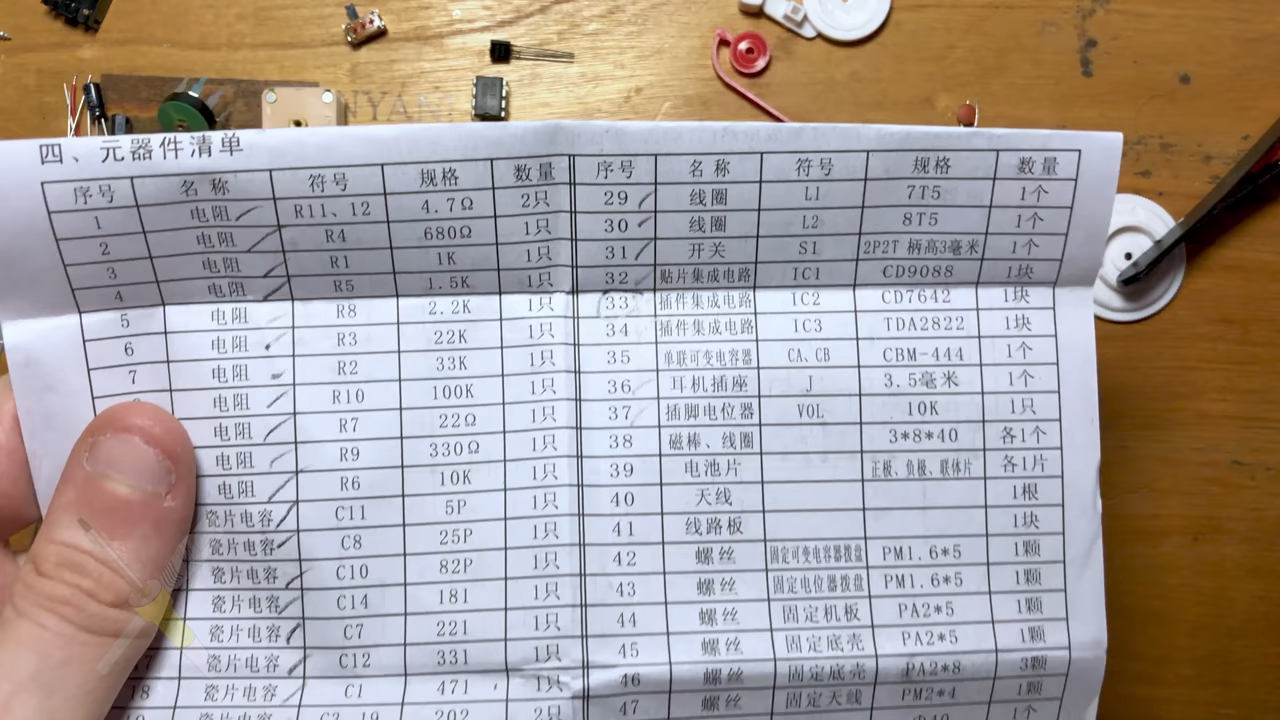 NYAN
四、元器件清单
序号 名称 符号 规格 数量 序号 名称 符号 规格 数量
1 电阻 R11、12 4.7Ω 2只 29 线圈 L1 7T5 1个
2 电阻 R4 680Ω 1只 30 线圈 L2 8T5 1个
3 电阻 R1 1K 1只 31 开关 S1 2P2T 柄高3毫米 1个
4 电阻 R5 1.5K 1只 32 贴片集成电路 IC1 CD9088 1块
5 电阻 R8 2.2K 1只 33 插件集成电路 IC2 CD7642 1块
6 电阻 R3 22K 1只 34 插件集成电路 IC3 TDA2822 1块
7 电阻 R2 33K 1只 35 单联可变电容器 CA、CB CBM-444 1个
电阻 R10 100K 1只 36 耳机插座 J 3.5毫米 1个
电阻 R7 22Ω 1只 37 插脚电位器 VOL 10K 1只
电阻 R9 330Ω 1只 38 磁棒、线圈 3*8*40 各1个
电阻 R6 10K 1只 39 电池片 正极、负极、联体片 各1片
瓷片电容 C11 5P 1只 40 天线 1根
瓷片电容 C8 25P 1只 41 线路板 1块
瓷片电容 C10 82P 1只 42 螺丝 固定可变电容器拨盘 PM1.6*5 1颗
瓷片电容 C14 181 1只 43 螺丝 固定电位器拨盘 PM1.6*5 1颗
瓷片电容 C7 221 1只 44 螺丝 固定机板 PA2*5 1颗
17 瓷片电容 C12 331 1只 45 螺丝 固定底壳 PA2*5 1颗
18 瓷片电容 C1 471 1只 46 螺丝 固定底壳 PA2*8 3颗
19 瓷片电容 C3、19 202 2只 47 螺丝 固定天线 PM2*4 1颗
1个